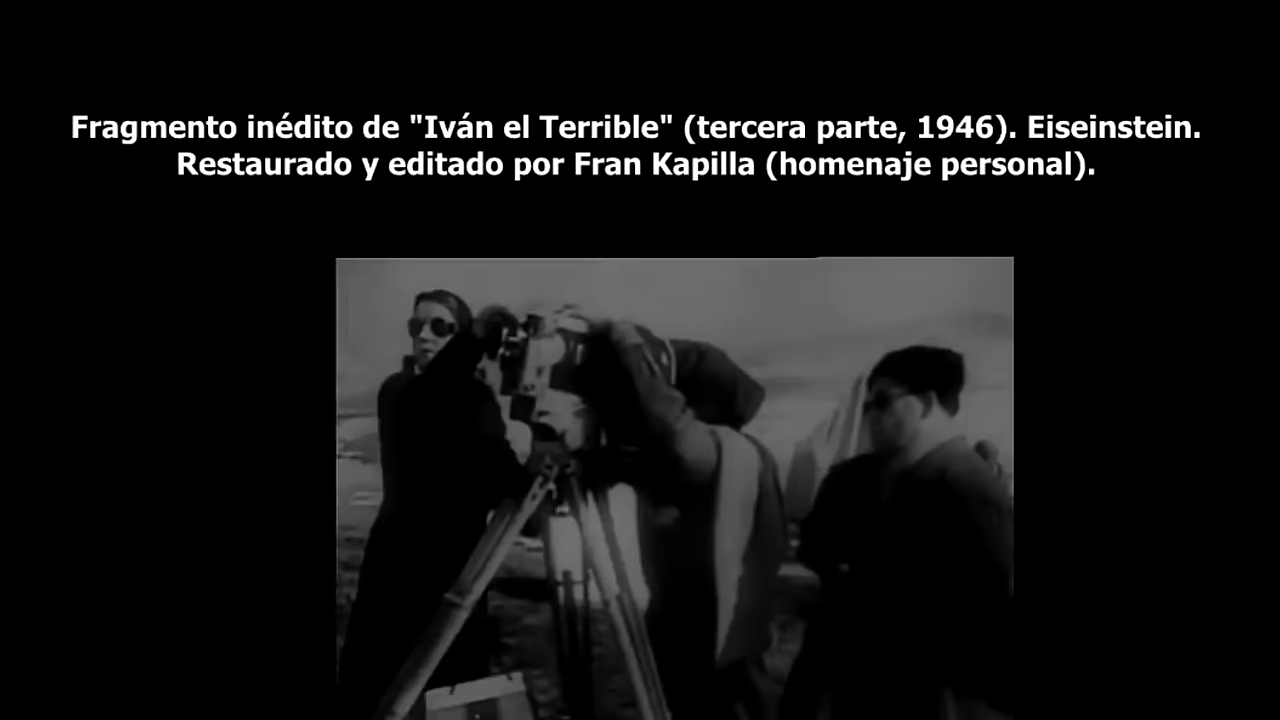 Fragmento inédito de "Iván el Terrible" (tercera parte, 1946). Eiseinstein.
Restaurado y editado por Fran Kapilla (homenaje personal).